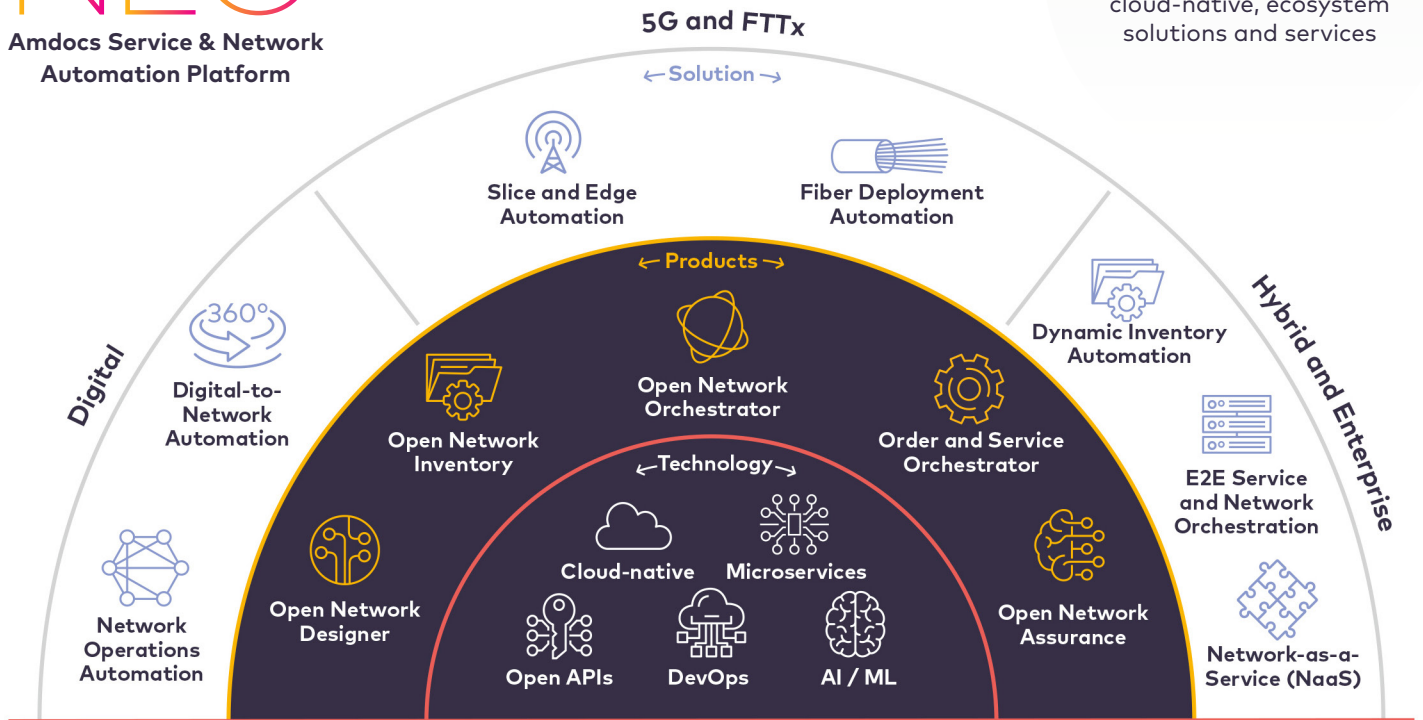 NEO
Amdocs Service & Network
Automation Platform
cloud-native, ecosystem
solutions and services
5G and FTTx
Solution
Slice and Edge
Automation
Fiber Deployment
Automation
Digital
360°
Digital-to-
Network
Automation
Network
Operations
Automation
Hybrid and Enterprise
Dynamic Inventory
Automation
E2E Service
and Network
Orchestration
Network-as-a-
Service (NaaS)
Products
Open Network
Orchestrator
Open Network
Inventory
Order and Service
Orchestrator
Open Network
Designer
Open Network
Assurance
Technology
Cloud-native
Microservices
Open APIs
DevOps
AI / ML